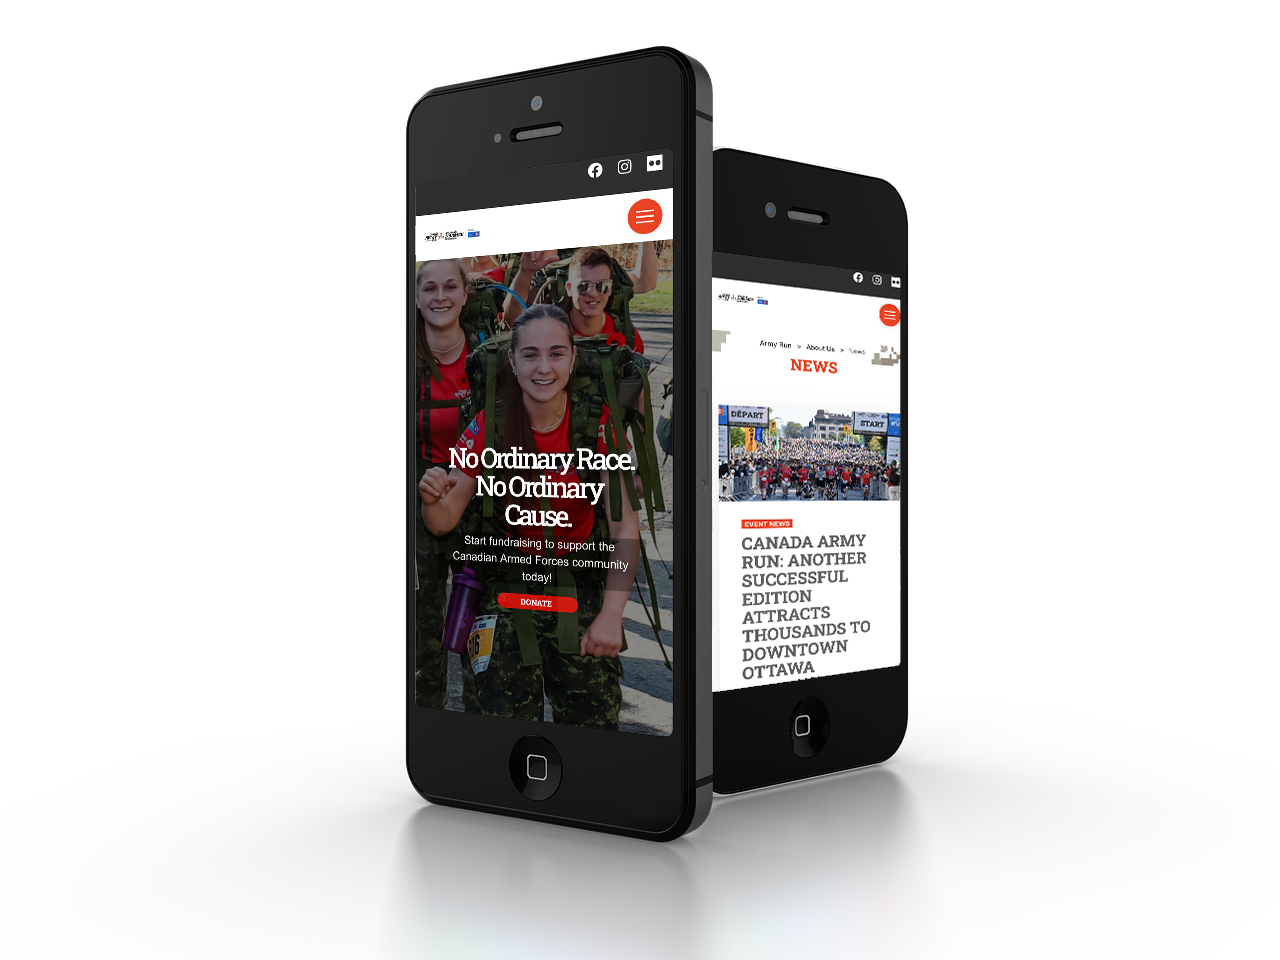 No Ordinary Race.
No Ordinary
Cause.
Start fundraising to support the
Canadian Armed Forces community
today!
DONATE
Army Run > About Us > News
NEWS
DÉPART
START
EVENT NEWS
CANADA ARMY
RUN: ANOTHER
SUCCESSFUL
EDITION
ATTRACTS
THOUSANDS TO
DOWNTOWN
OTTAWA